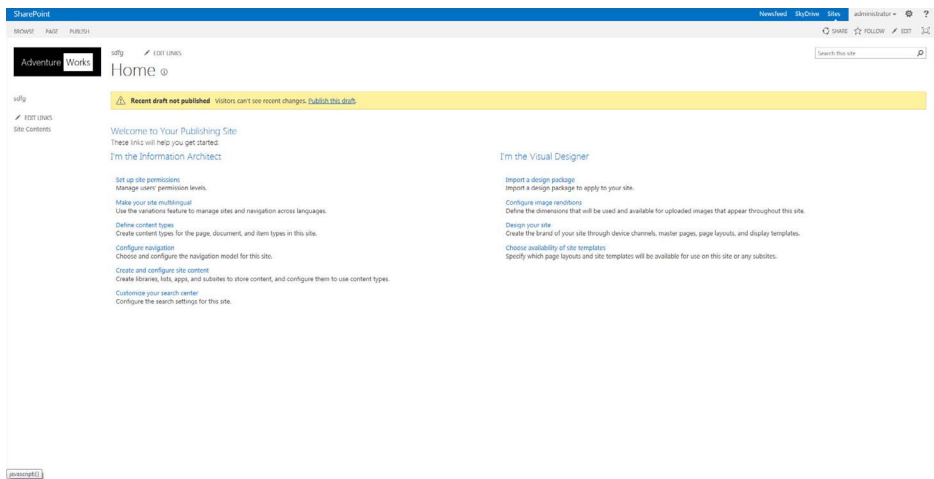 SharePoint
Newsfeed SkyDrive Sites administrator ?
BROWSE PAGE PUBLISH
SHARE FOLLOW EDIT
sdfg EDIT LINKS
Search this site
Adventure Works
Home
sdfg
Recent draft not published Visitors can't see recent changes. Publish this draft.
EDIT LINKS
Site Contents
Welcome to Your Publishing Site
These links will help you get started.
I'm the Information Architect
I'm the Visual Designer
Set up site permissions
Manage users' permission levels.
Import a design package
Import a design package to apply to your site.
Make your site multilingual
Use the variations feature to manage sites and navigation across languages.
Configure image renditions
Define the dimensions that will be used and available for uploaded images that appear throughout this site.
Define content types
Create content types for the page, document, and item types in this site.
Design your site
Create the brand of your site through device channels, master pages, page layouts, and display templates.
Configure navigation
Choose and configure the navigation model for this site.
Choose availability of site templates
Specify which page layouts and site templates will be available for use on this site or any subsites.
Create and configure site content
Create libraries, lists, apps, and subsites to store content, and configure them to use content types.
Customize your search center
Configure the search settings for this site.
javascript:{}